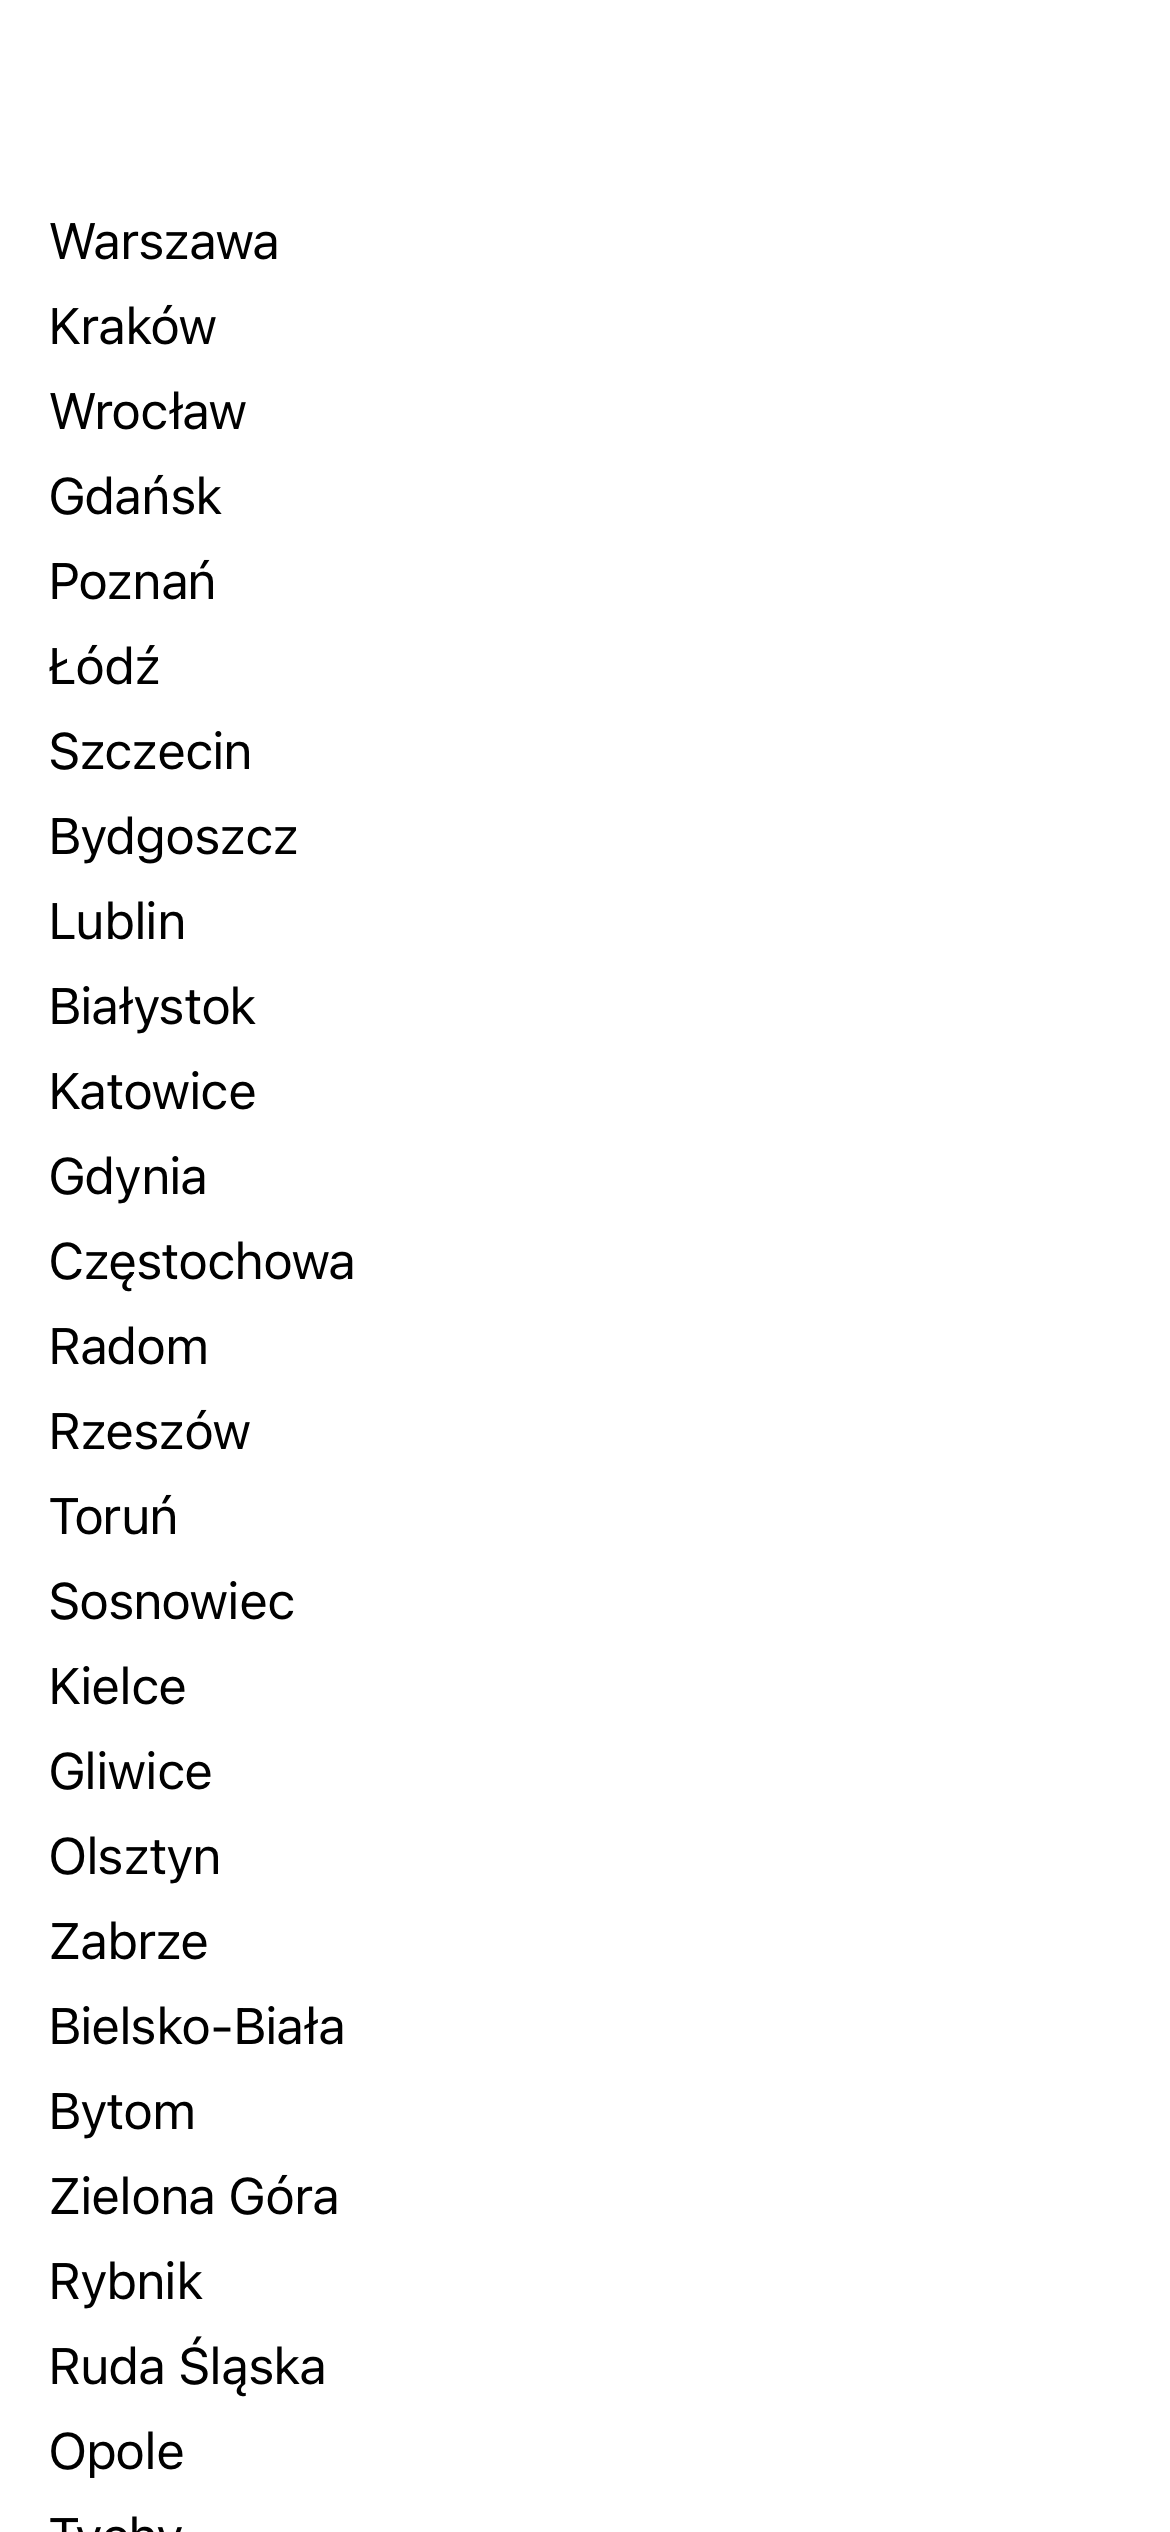 Warszawa
Kraków
Wrocław
Gdańsk
Poznań
Łódź
Szczecin
Bydgoszcz
Lublin
Białystok
Katowice
Gdynia
Częstochowa
Radom
Rzeszów
Toruń
Sosnowiec
Kielce
Gliwice
Olsztyn
Zabrze
Bielsko-Biała
Bytom
Zielona Góra
Rybnik
Ruda Śląska
Opole
Tychy